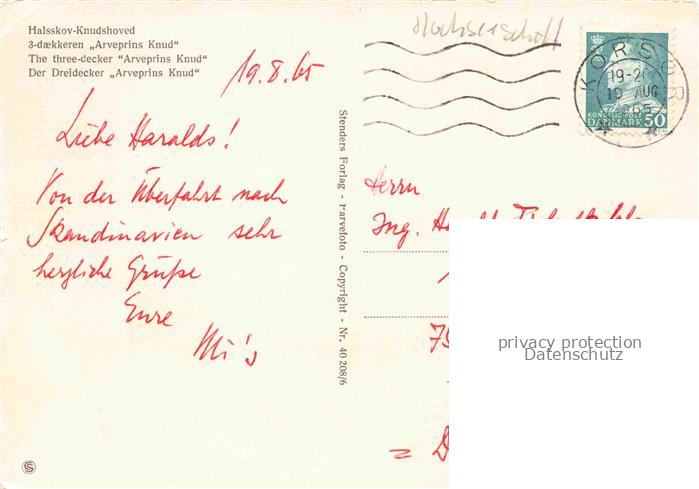 Halsskov-Knudshoved
3-dækkeren „Arveprins Knud“
The three-decker “Arveprins Knud“
Der Dreidecker „Arveprins Knud“
19.8.65
Liebe Haralds!
Von der Überfahrt nach
Skandinavien sehr
herzliche Grüße
Eure
Mi's
Stenders Forlag - Farvefoto - Copyright - Nr. 40 208/6
KORSØR
19-20
19 AUG
KONGELIG POST
DANMARK 50
Herrn
Ing.
privacy protection
Datenschutz